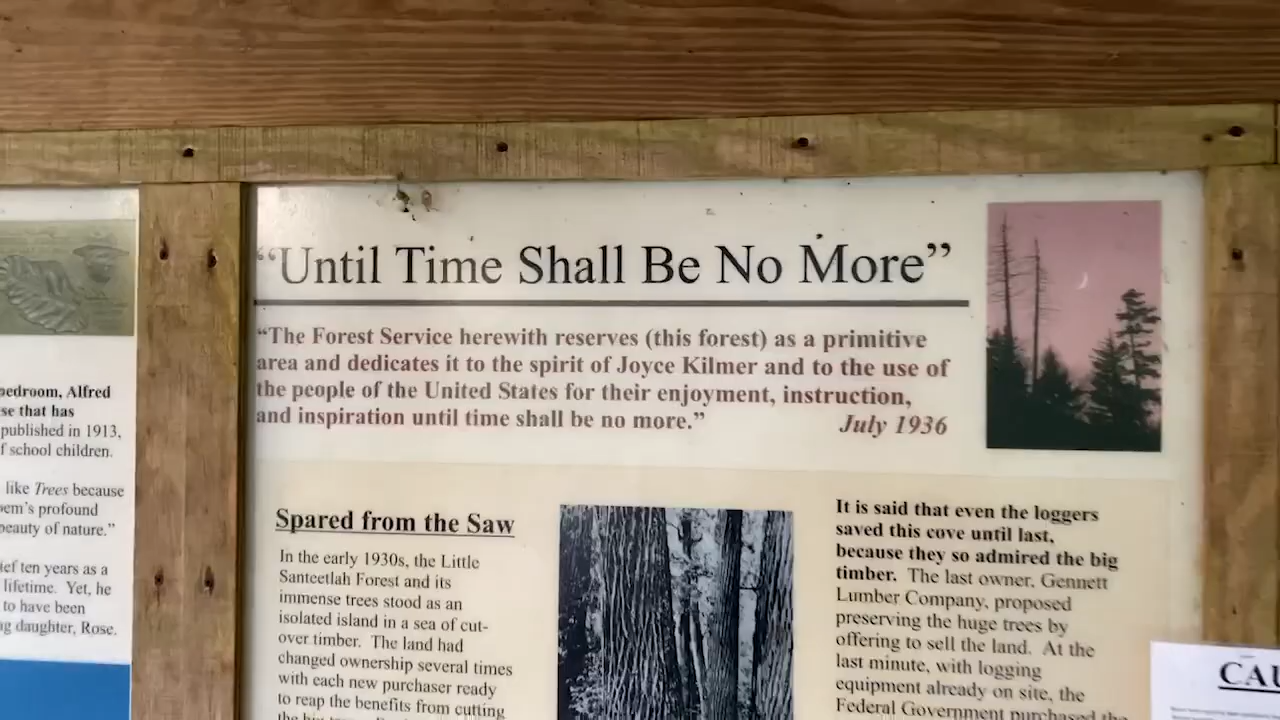 edroom, Alfred
se that has
published in 1913,
f school children.
like Trees because
em's profound
beauty of nature."
ief ten years as a
lifetime. Yet, he
to have been
g daughter, Rose.
“Until Time Shall Be No More”
“The Forest Service herewith reserves (this forest) as a primitive
area and dedicates it to the spirit of Joyce Kilmer and to the use of
the people of the United States for their enjoyment, instruction,
and inspiration until time shall be no more.” July 1936
Spared from the Saw
In the early 1930s, the Little
Santeetlah Forest and its
immense trees stood as an
isolated island in a sea of cut-
over timber. The land had
changed ownership several times
with each new purchaser ready
to reap the benefits from cutting
It is said that even the loggers
saved this cove until last,
because they so admired the big
timber. The last owner, Gennett
Lumber Company, proposed
preserving the huge trees by
offering to sell the land. At the
last minute, with logging
equipment already on site, the
Federal Government purchased the
CAU